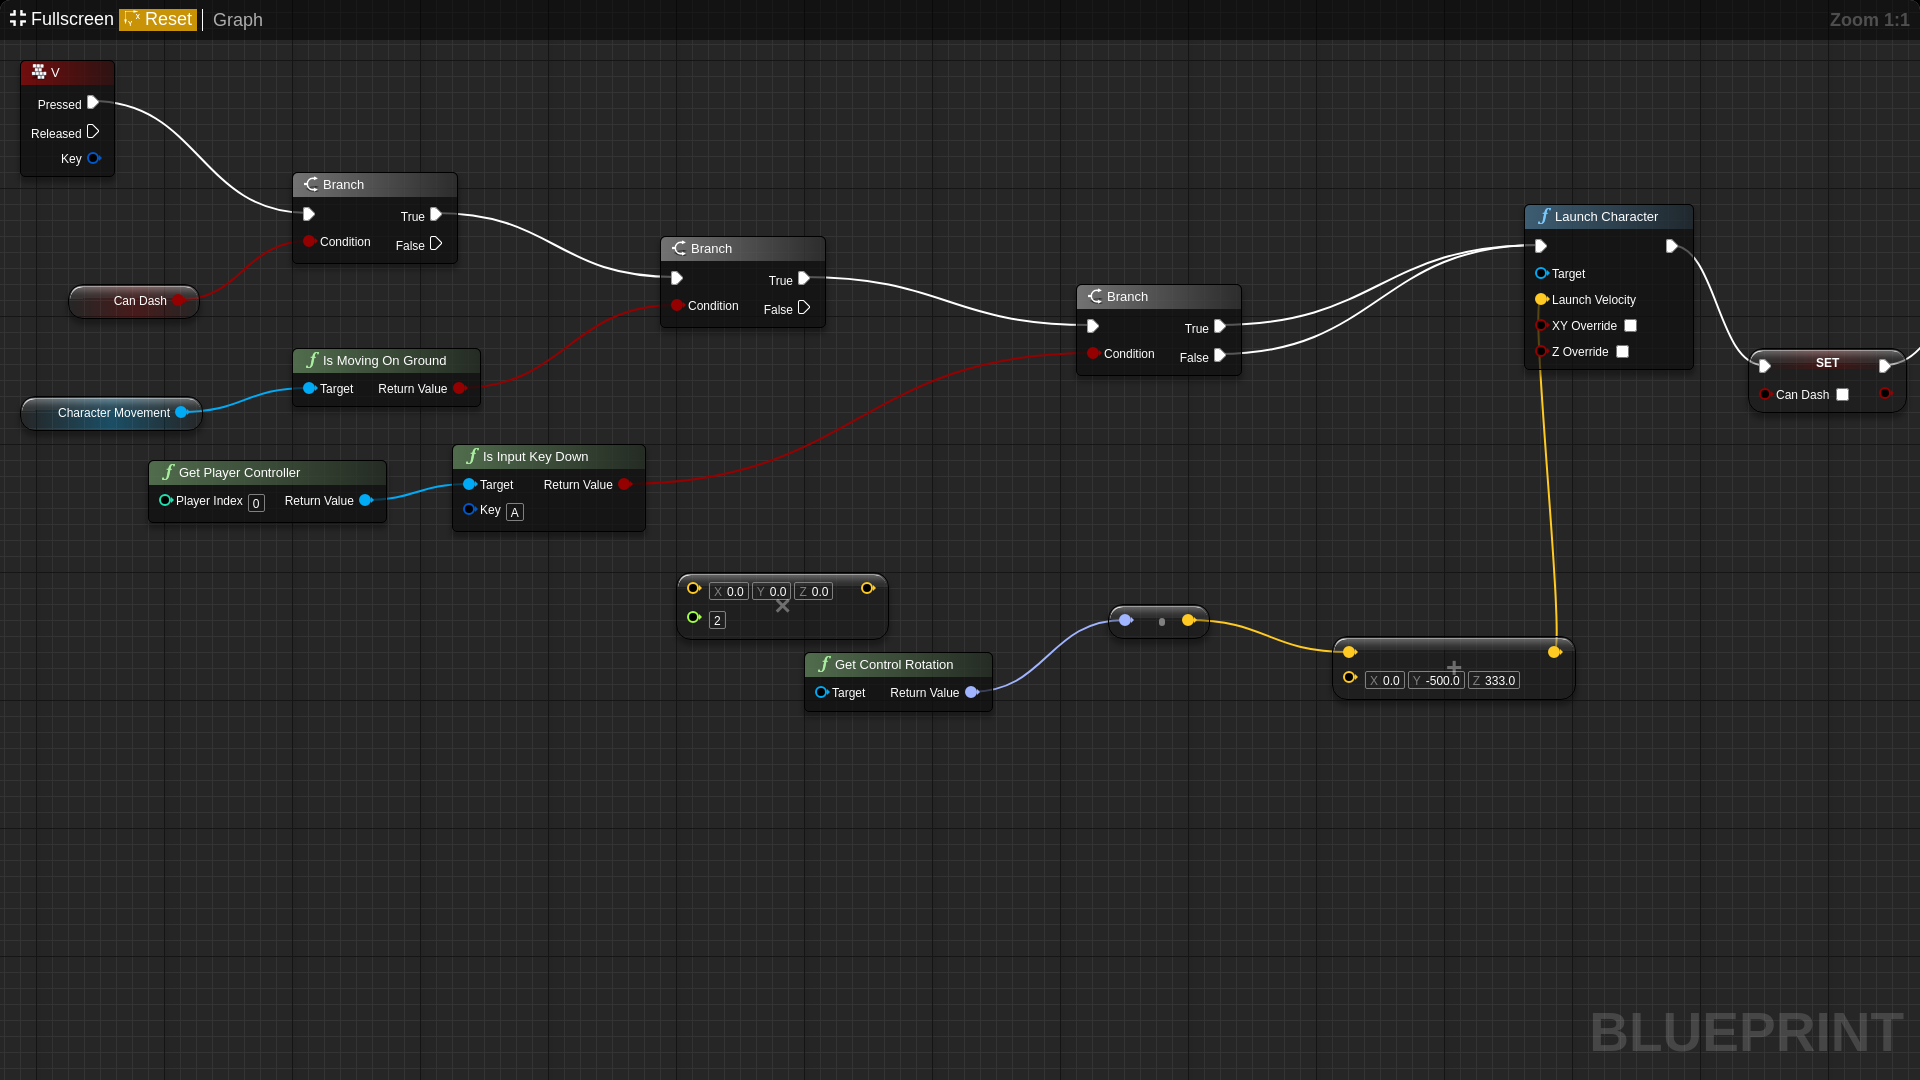 Fullscreen Reset Graph Zoom 1:1
V
Pressed
Released
Key
Branch
True
Condition
False
Can Dash
Branch
True
Condition
False
Branch
True
Condition
False
Launch Character
Target
Launch Velocity
XY Override
Z Override
SET
Can Dash
Is Moving On Ground
Target Return Value
Character Movement
Get Player Controller
Player Index 0 Return Value
Is Input Key Down
Target Return Value
Key A
X 0.0 Y 0.0 Z 0.0
2
Get Control Rotation
Target Return Value
X 0.0 Y -500.0 Z 333.0
BLUEPRINT